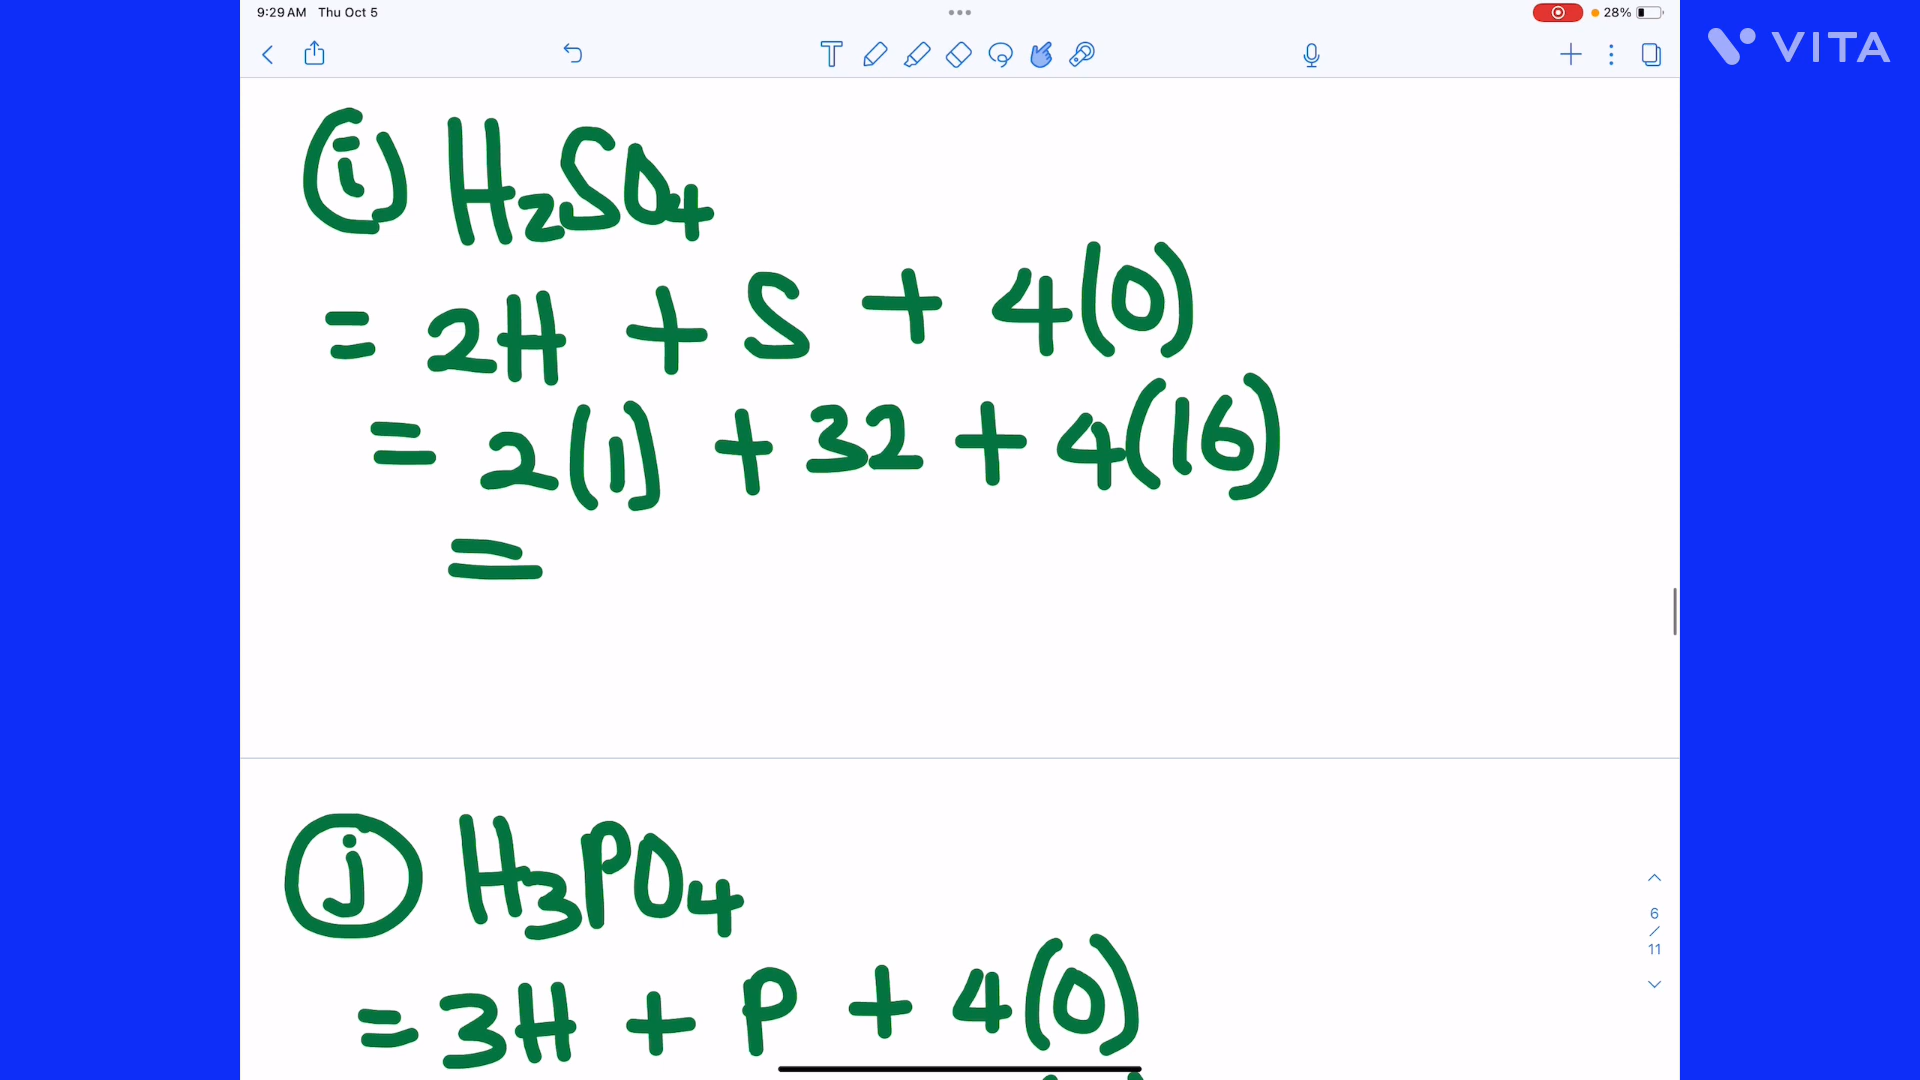 9:29 AM Thu Oct 5
28%
VITA
(i) H₂SO₄
= 2H + S + 4(O)
= 2(1) + 32 + 4(16)
=
(j) H₃PO₄
= 3H + P + 4(O)
6
/
11